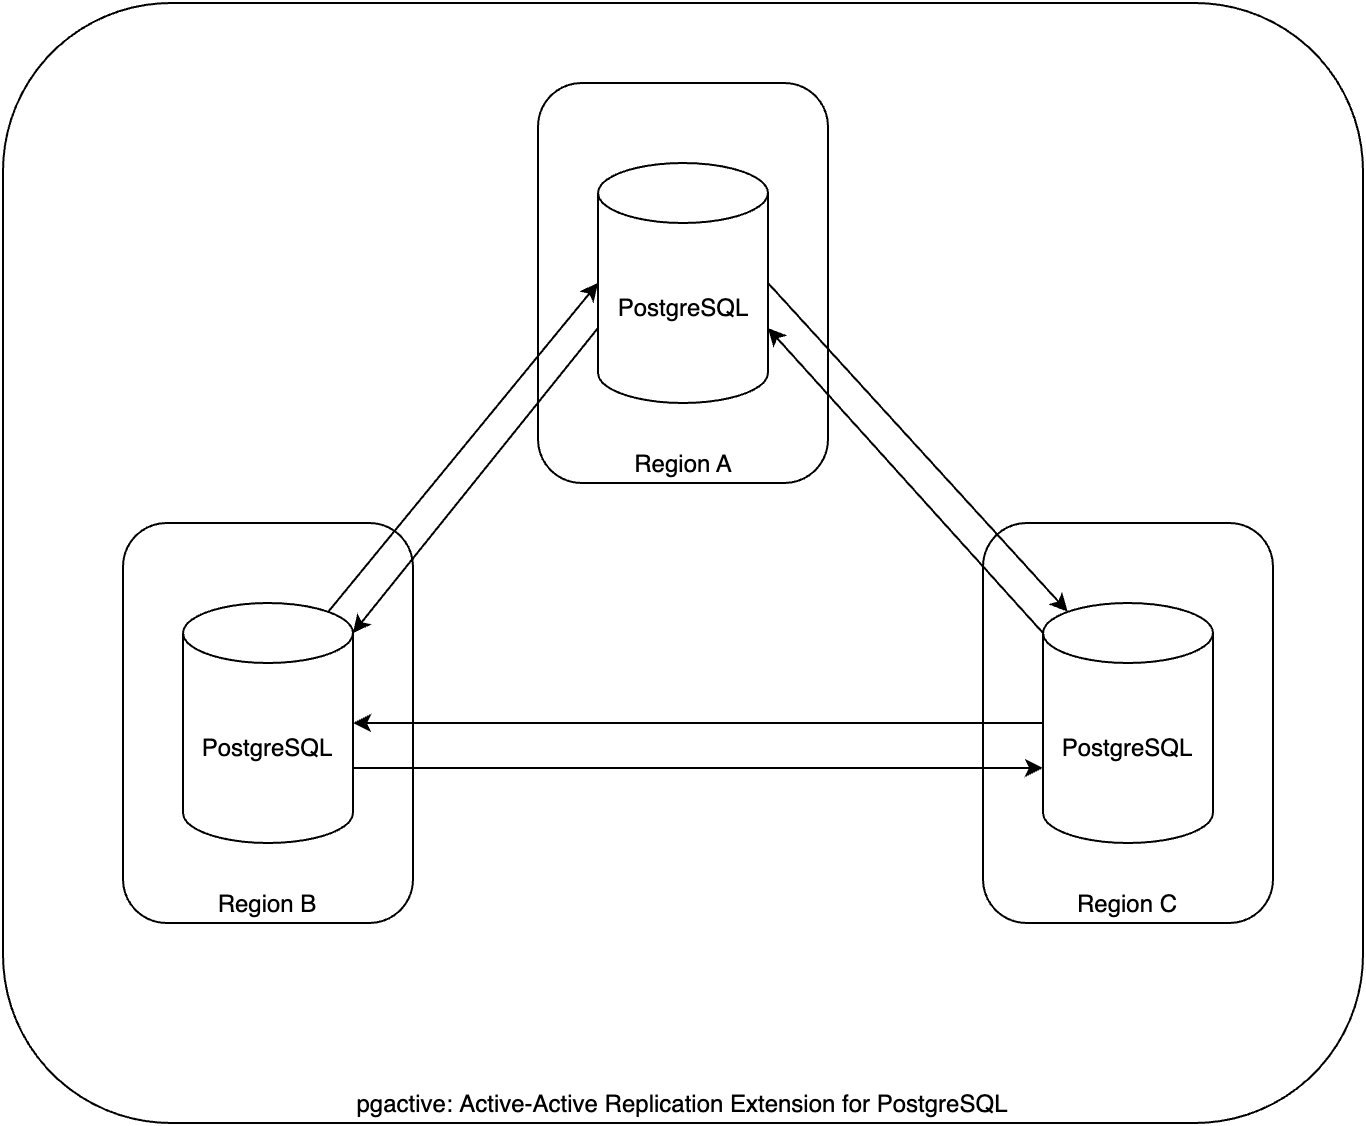 PostgreSQL
Region A
PostgreSQL
Region B
PostgreSQL
Region C
pgactive: Active-Active Replication Extension for PostgreSQL